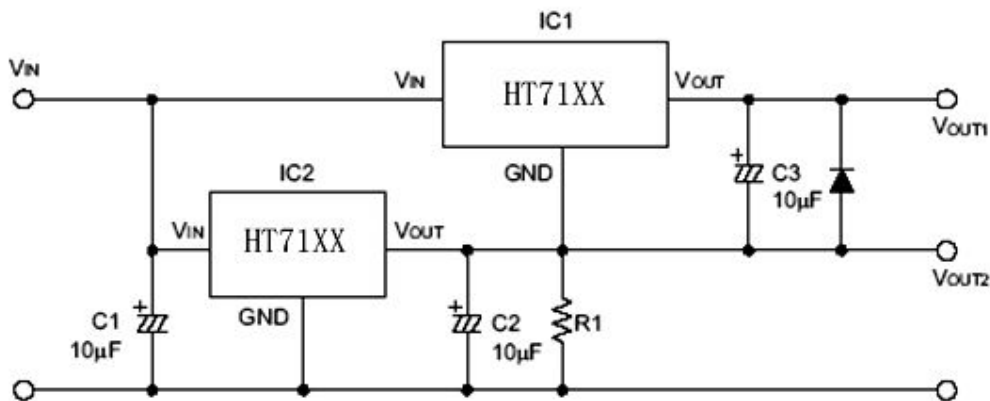 IC1
VIN
VIN
HT71XX
VOUT
VOUT1
GND
IC2
C3
10μF
VIN
HT71XX
VOUT
VOUT2
GND
C1
10μF
C2
10μF
R1
+
+
+